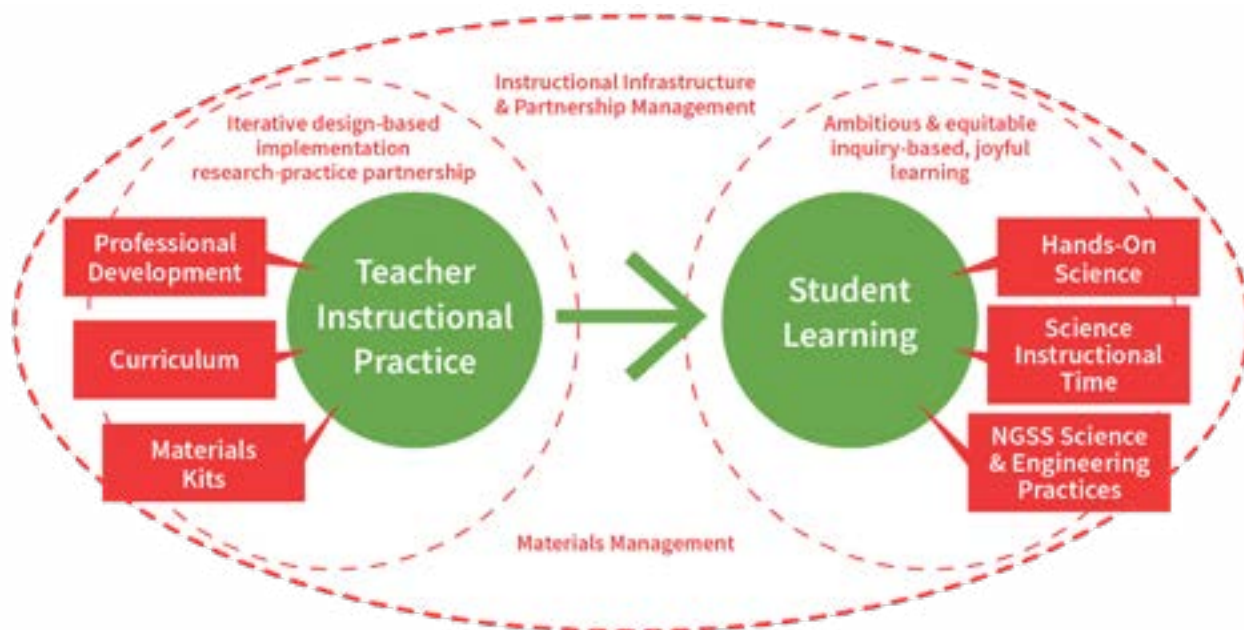 Instructional Infrastructure
& Partnership Management
Iterative design-based
implementation
research-practice partnership
Ambitious & equitable
inquiry-based, joyful
learning
Professional
Development
Curriculum
Materials
Kits
Teacher
Instructional
Practice
Student
Learning
Hands-On
Science
Science
Instructional
Time
NGSS Science
& Engineering
Practices
Materials Management